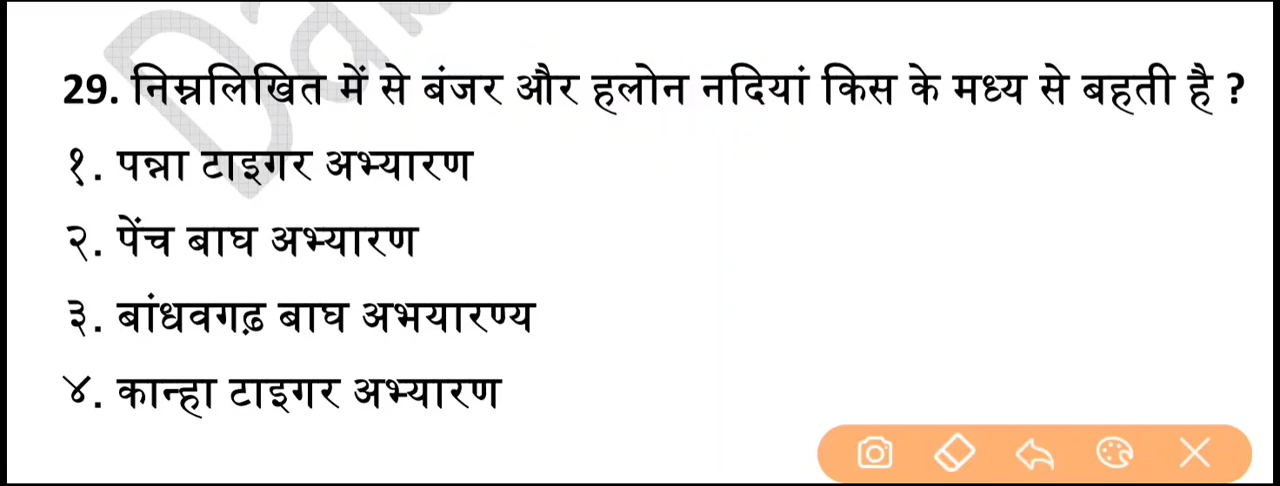 29. निम्नलिखित में से बंजर और हलोन नदियां किस के मध्य से बहती है ?
१. पन्ना टाइगर अभ्यारण
२. पेंच बाघ अभ्यारण
३. बांधवगढ़ बाघ अभयारण्य
४. कान्हा टाइगर अभ्यारण